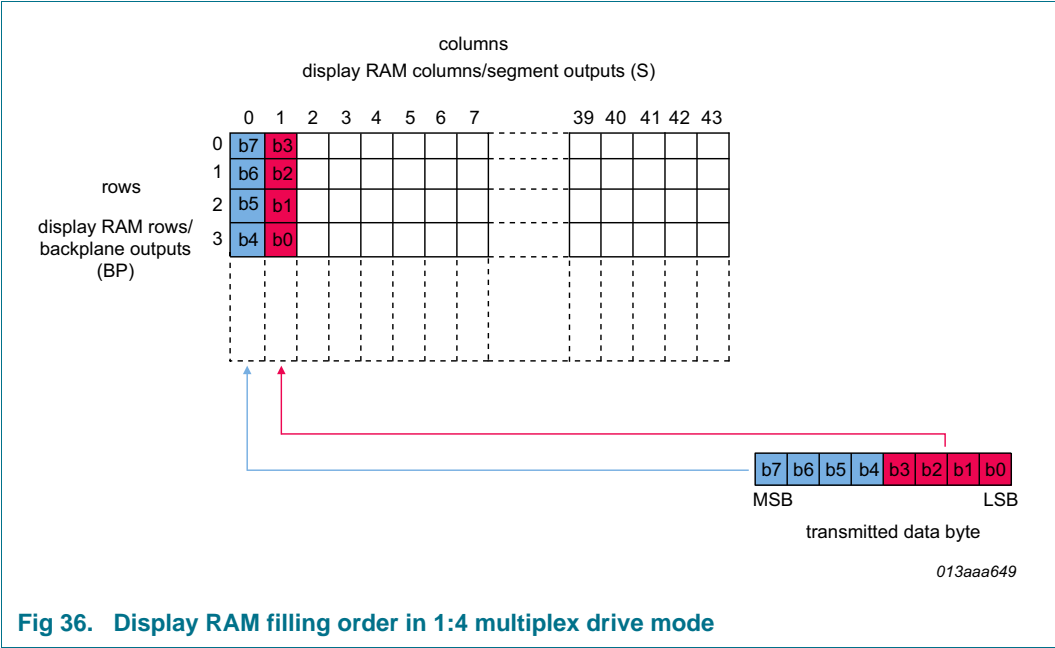 columns
display RAM columns/segment outputs (S)
0 1 2 3 4 5 6 7 39 40 41 42 43
0 b7 b3
1 b6 b2
rows
2 b5 b1
display RAM rows/
3 b4 b0
backplane outputs
(BP)
b7 b6 b5 b4 b3 b2 b1 b0
MSB LSB
transmitted data byte
013aaa649
Fig 36. Display RAM filling order in 1:4 multiplex drive mode